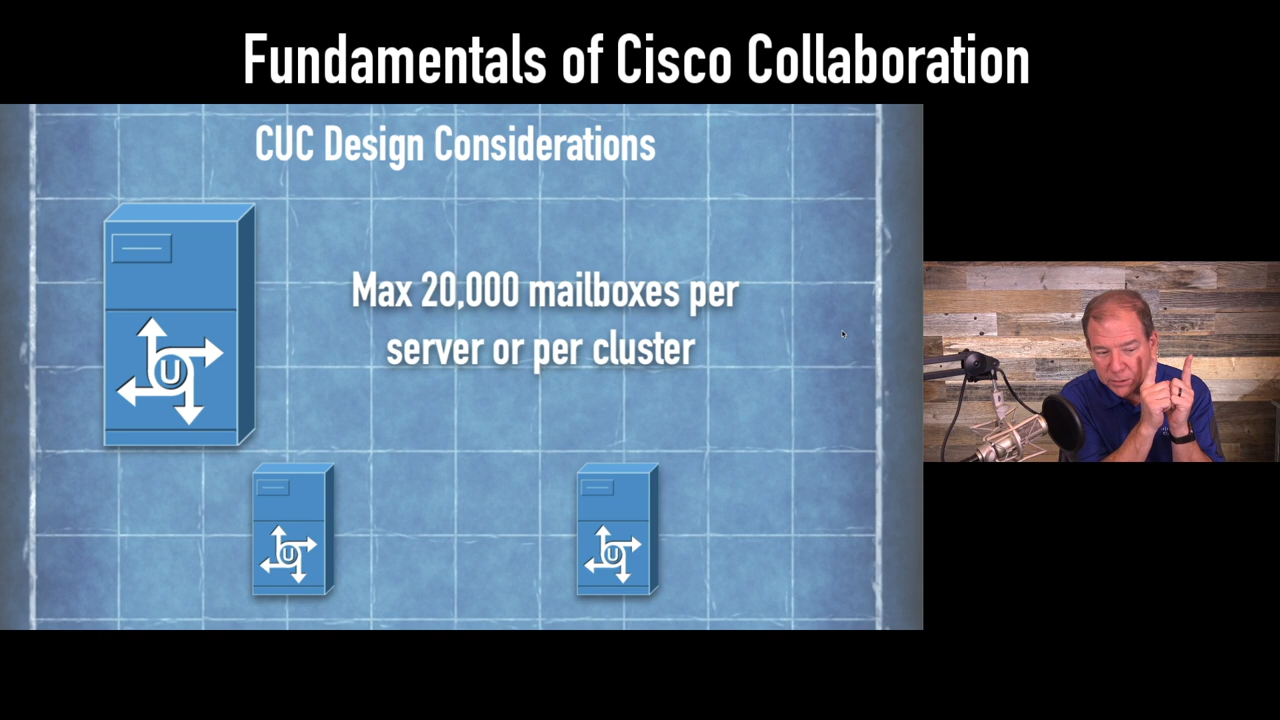 Fundamentals of Cisco Collaboration
CUC Design Considerations
Max 20,000 mailboxes per
server or per cluster
U
U
U